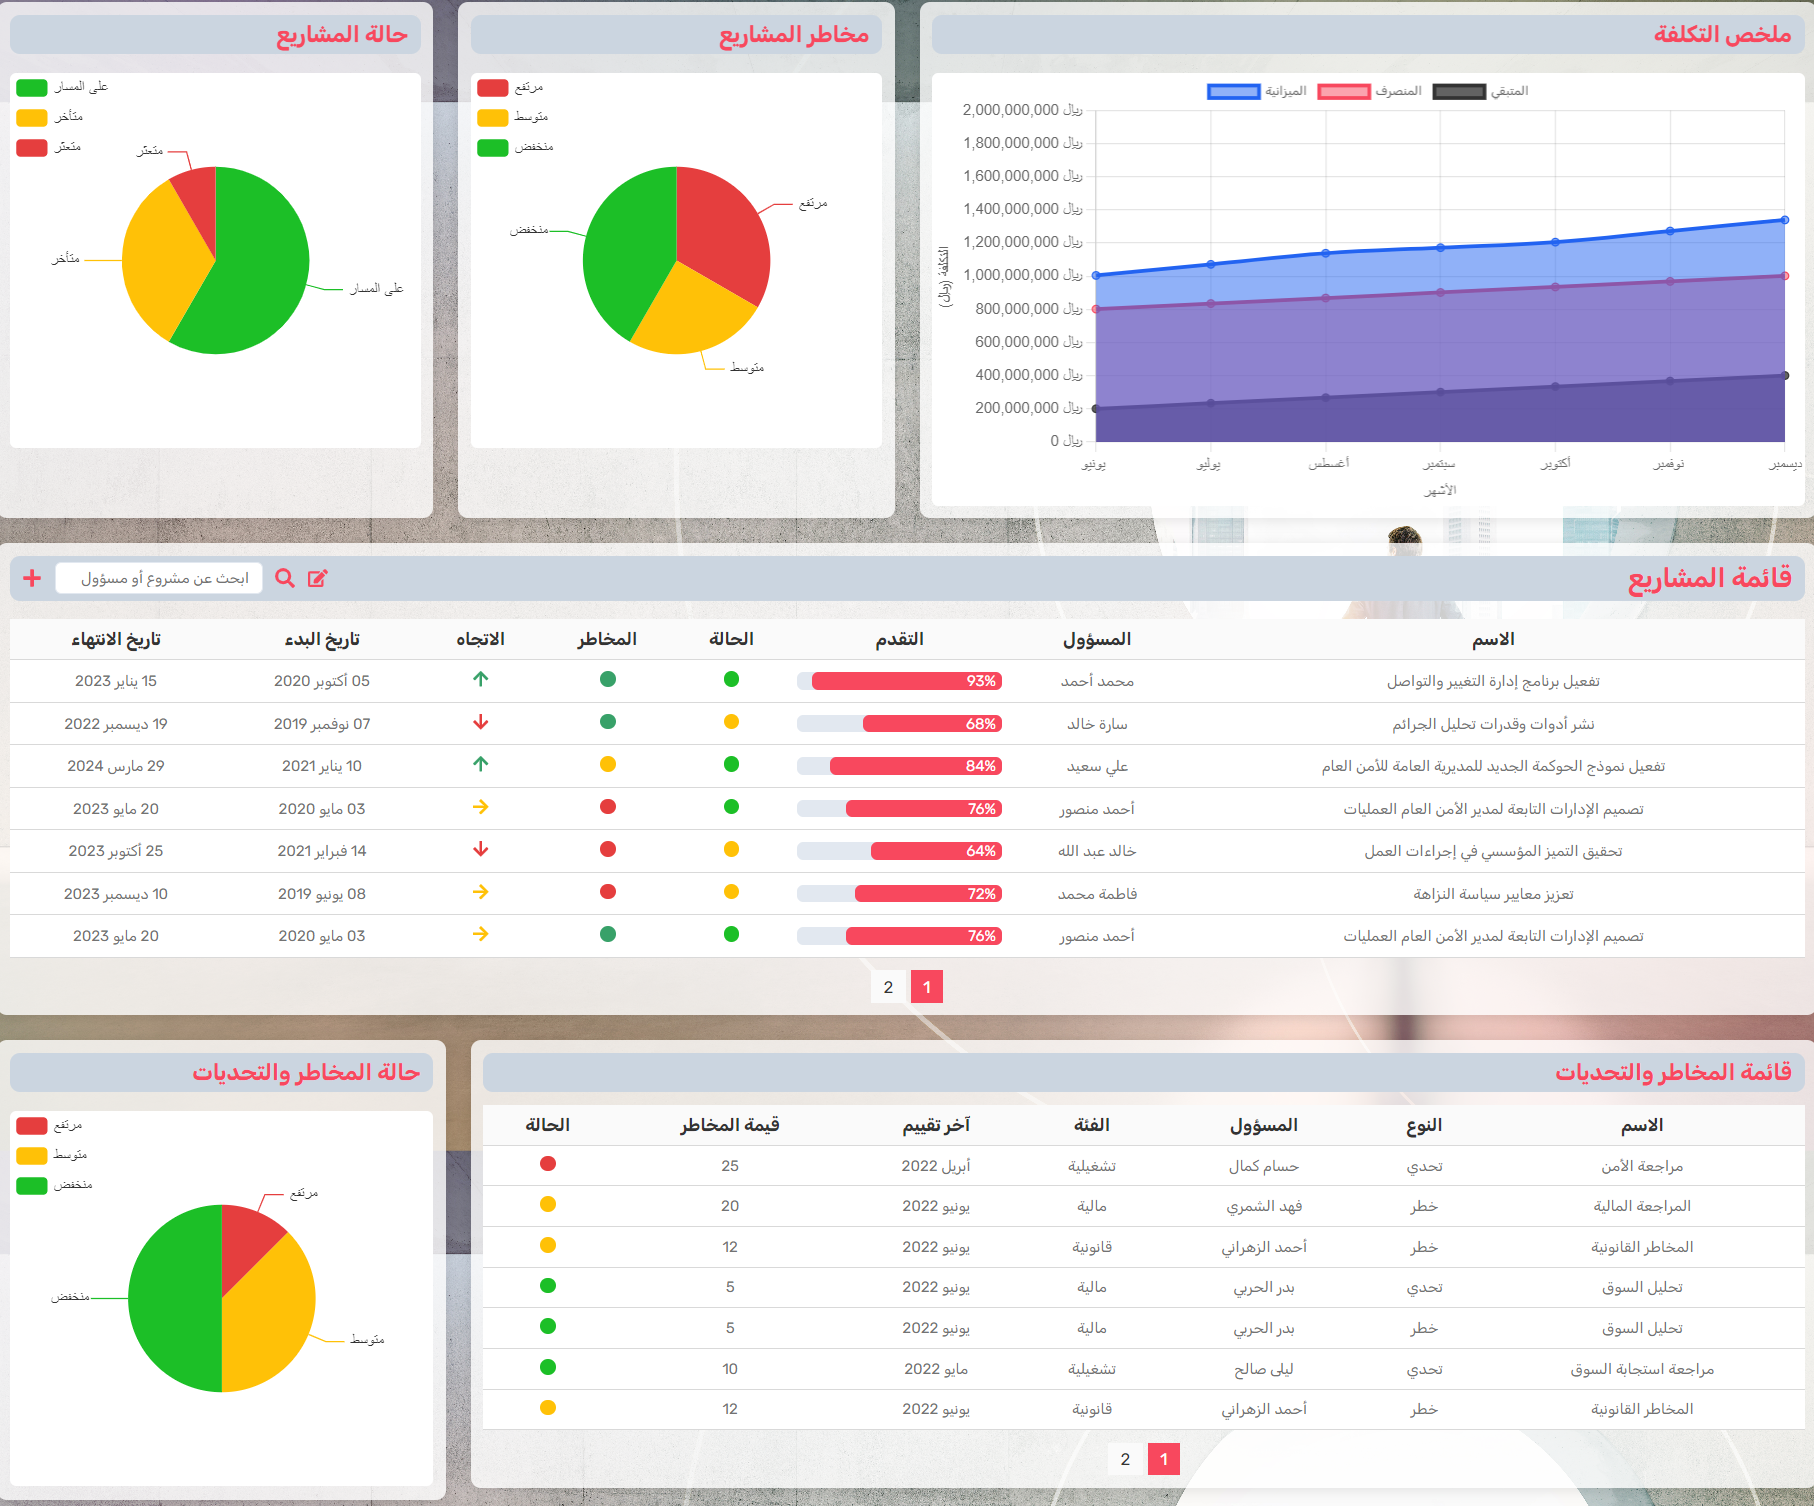 ملخص التكلفة
المتبقي
المنصرف
الميزانية
2,000,000,000 ريال
1,800,000,000 ريال
1,600,000,000 ريال
1,400,000,000 ريال
1,200,000,000 ريال
1,000,000,000 ريال
800,000,000 ريال
600,000,000 ريال
400,000,000 ريال
200,000,000 ريال
0 ريال
التكلفة (ريال)
يونيو يوليو أغسطس سبتمبر أكتوبر نوفمبر ديسمبر
الأشهر
مخاطر المشاريع
مرتفع
متوسط
منخفض
مرتفع
منخفض
متوسط
حالة المشاريع
على المسار
متأخر
متعثر
متعثر
متأخر
على المسار
قائمة المشاريع
ابحث عن مشروع أو مسؤول
الاسم المسؤول التقدم الحالة المخاطر الاتجاه تاريخ البدء تاريخ الانتهاء
تفعيل برنامج إدارة التغيير والتواصل محمد أحمد 93% 05 أكتوبر 2020 15 يناير 2023
نشر أدوات وقدرات تحليل الجرائم سارة خالد 68% 07 نوفمبر 2019 19 ديسمبر 2022
تفعيل نموذج الحوكمة الجديد للمديرية العامة للأمن العام علي سعيد 84% 10 يناير 2021 29 مارس 2024
تصميم الإدارات التابعة لمدير الأمن العام العمليات أحمد منصور 76% 03 مايو 2020 20 مايو 2023
تحقيق التميز المؤسسي في إجراءات العمل خالد عبد الله 64% 14 فبراير 2021 25 أكتوبر 2023
تعزيز معايير سياسة النزاهة فاطمة محمد 72% 08 يونيو 2019 10 ديسمبر 2023
تصميم الإدارات التابعة لمدير الأمن العام العمليات أحمد منصور 76% 03 مايو 2020 20 مايو 2023
1 2
قائمة المخاطر والتحديات
الاسم النوع المسؤول الفئة آخر تقييم قيمة المخاطر الحالة
مراجعة الأمن تحدي حسام كمال تشغيلية أبريل 2022 25
المراجعة المالية خطر فهد الشمري مالية يونيو 2022 20
المخاطر القانونية خطر أحمد الزهراني قانونية يونيو 2022 12
تحليل السوق تحدي بدر الحربي مالية يونيو 2022 5
تحليل السوق خطر بدر الحربي مالية يونيو 2022 5
مراجعة استجابة السوق تحدي ليلى صالح تشغيلية مايو 2022 10
المخاطر القانونية خطر أحمد الزهراني قانونية يونيو 2022 12
1 2
حالة المخاطر والتحديات
مرتفع
متوسط
منخفض
مرتفع
منخفض
متوسط